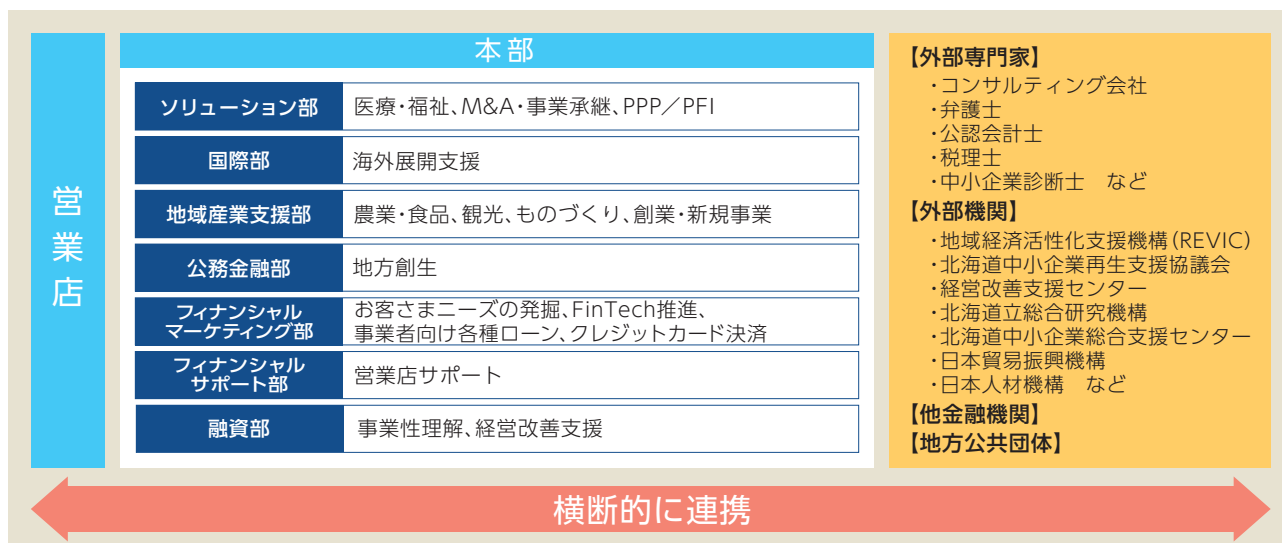 営業店
本部
ソリューション部
医療・福祉、M&A・事業承継、PPP／PFI
国際部
海外展開支援
地域産業支援部
農業・食品、観光、ものづくり、創業・新規事業
公務金融部
地方創生
フィナンシャル
マーケティング部
お客さまニーズの発掘、FinTech推進、
事業者向け各種ローン、クレジットカード決済
フィナンシャル
サポート部
営業店サポート
融資部
事業性理解、経営改善支援
【外部専門家】
・コンサルティング会社
・弁護士
・公認会計士
・税理士
・中小企業診断士　など
【外部機関】
・地域経済活性化支援機構(REVIC)
・北海道中小企業再生支援協議会
・経営改善支援センター
・北海道立総合研究機構
・北海道中小企業総合支援センター
・日本貿易振興機構
・日本人材機構　など
【他金融機関】
【地方公共団体】
横断的に連携